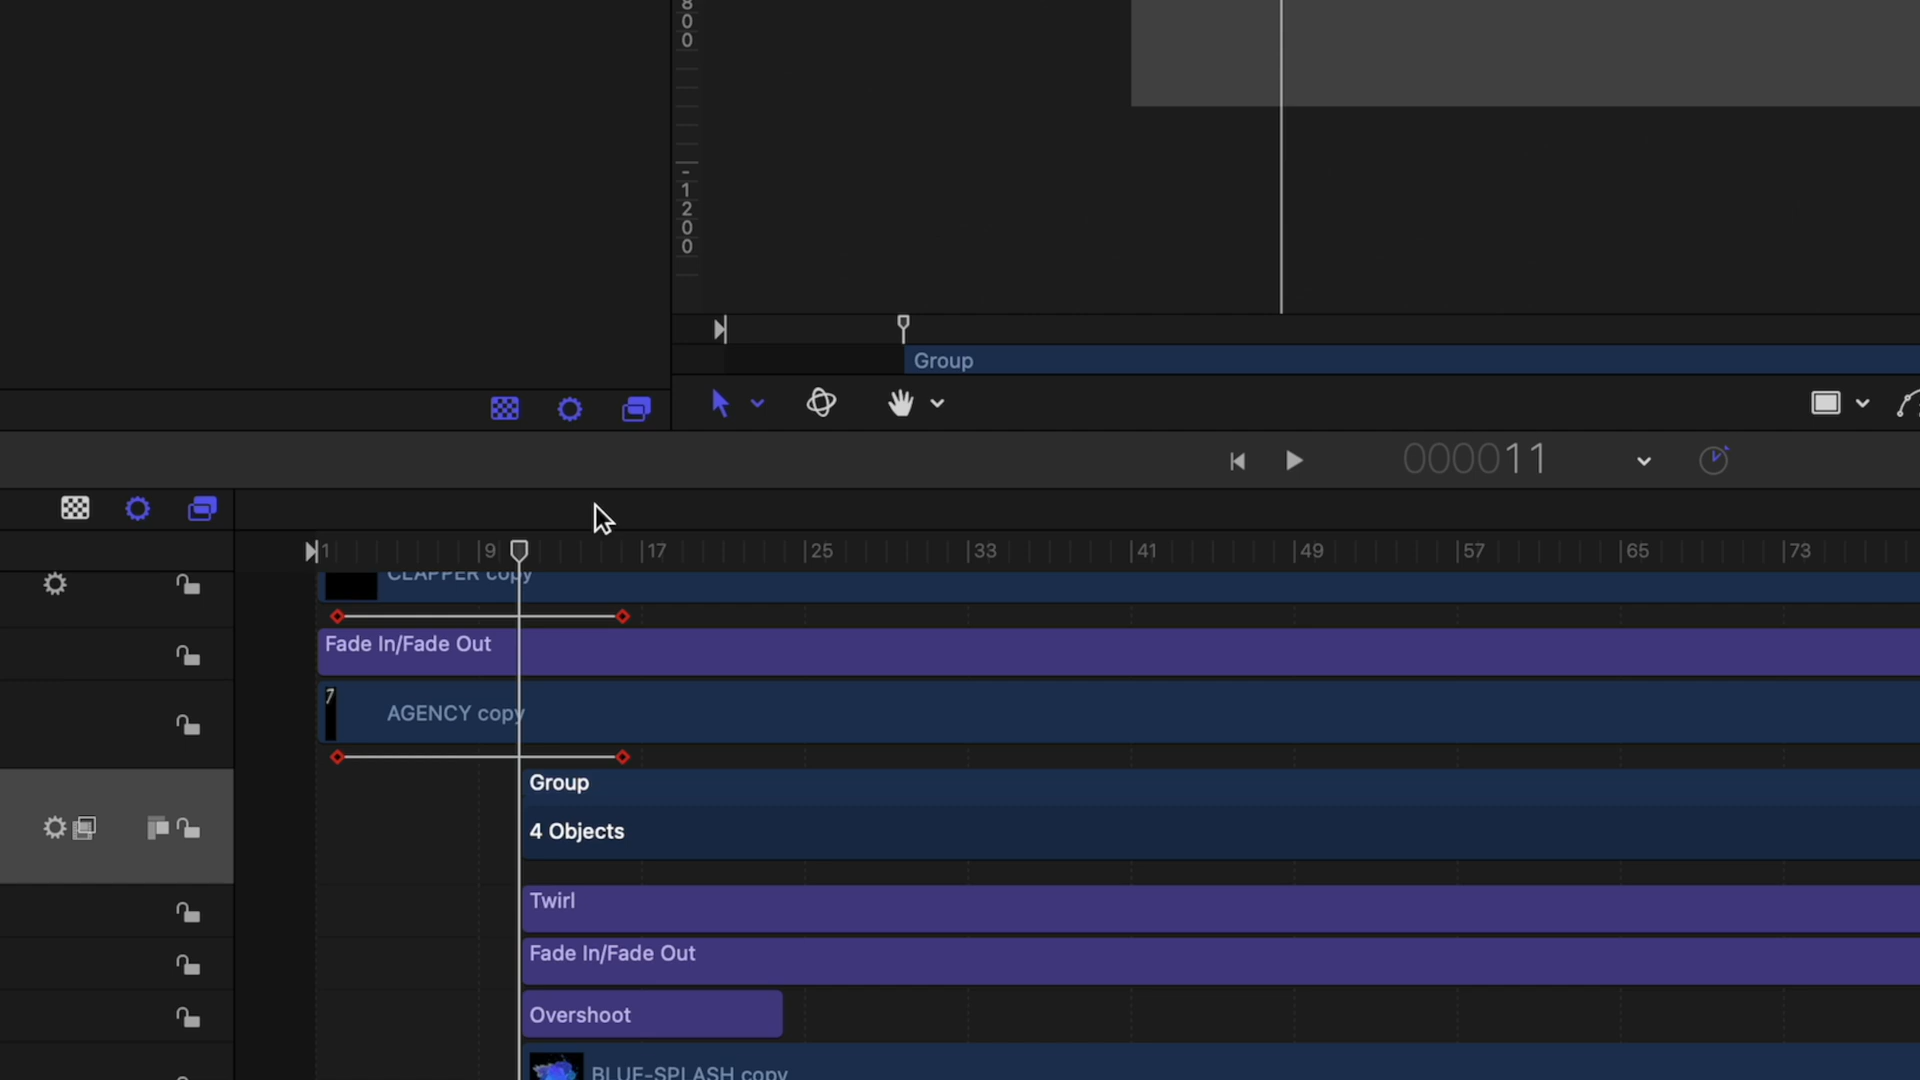 800
-1200
Group
000011
1
9
17
25
33
41
49
57
65
73
CLAPPER copy
Fade In/Fade Out
AGENCY copy
Group
4 Objects
Twirl
Fade In/Fade Out
Overshoot
BLUE-SPLASH copy